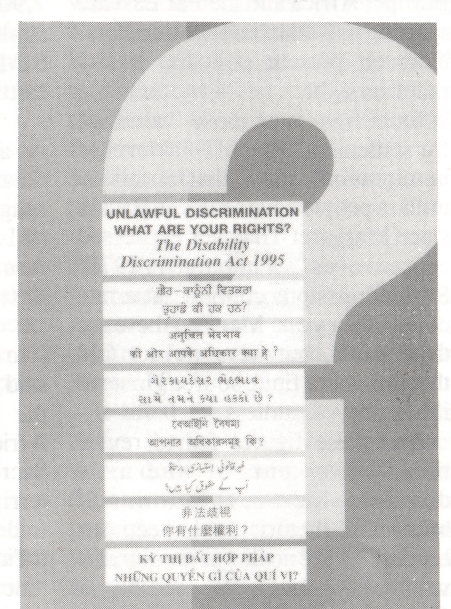 UNLAWFUL DISCRIMINATION
WHAT ARE YOUR RIGHTS?
The Disability
Discrimination Act 1995
ਗ਼ੈਰ-ਕਾਨੂੰਨੀ ਵਿਤਕਰਾ
ਤੁਹਾਡੇ ਕੀ ਹਕ ਹਨ?
अनुचित भेदभाव
की ओर आपके अधिकार क्या है ?
ગેરકાયદેસર ભેદભાવ
સામે તમને કયા હક્કો છે ?
বেআইনি বৈষম্য
আপনার অধিকারসমূহ কি?
غیر قانونی امتیازی برتاؤ
آپ کے حقوق کیا ہیں؟
非法歧視
你有什麼權利？
KỲ THỊ BẤT HỢP PHÁP
NHỮNG QUYỀN GÌ CỦA QUÍ VỊ?